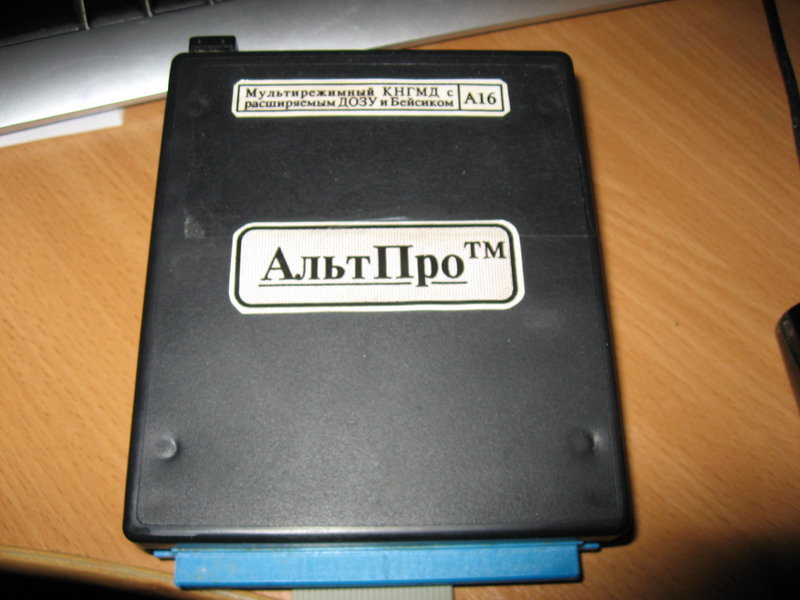 Мультирежимный КНГМД с
расширяемым ДОЗУ и Бейсиком
А16
АльтПро™